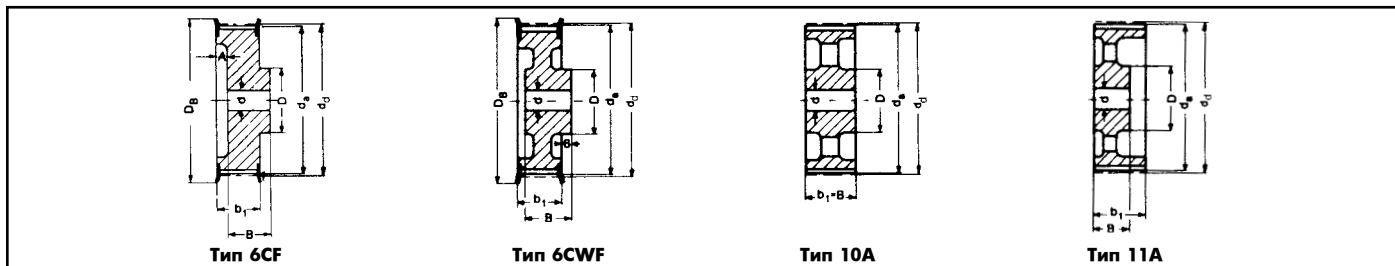 D_B A d D d_a d_d
b_1
B
D_B d D d_a d_d
6
b_1
B
d D d_a d_d
b_1=B
d D d_a d_d
b_1
B
Тип 6CF Тип 6CWF Тип 10A Тип 11A